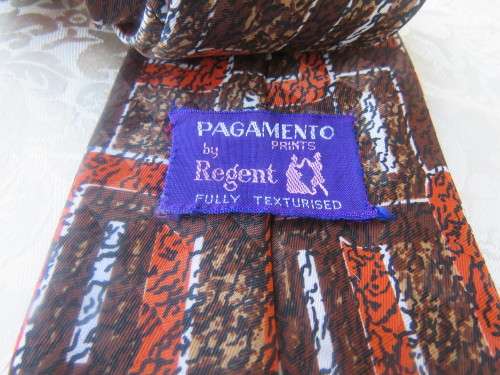 PAGAMENTO
PRINTS
by
Regent
FULLY TEXTURISED